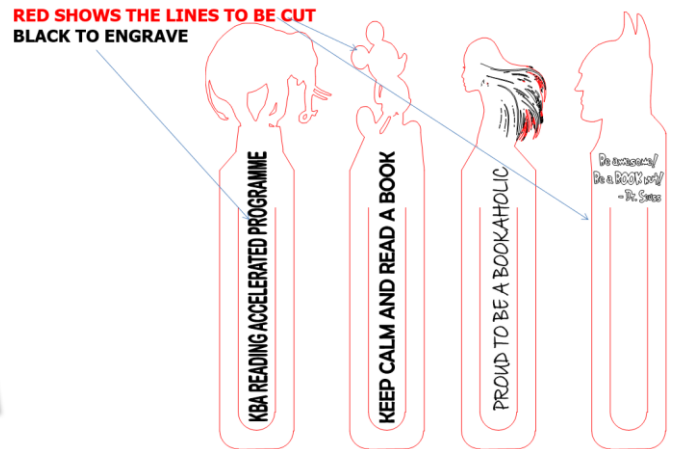 RED SHOWS THE LINES TO BE CUT
BLACK TO ENGRAVE
KBA READING ACCELERATED PROGRAMME
KEEP CALM AND READ A BOOK
PROUD TO BE A BOOKAHOLIC
Be awesome!
Be a BOOK nut!
- Dr. Seuss